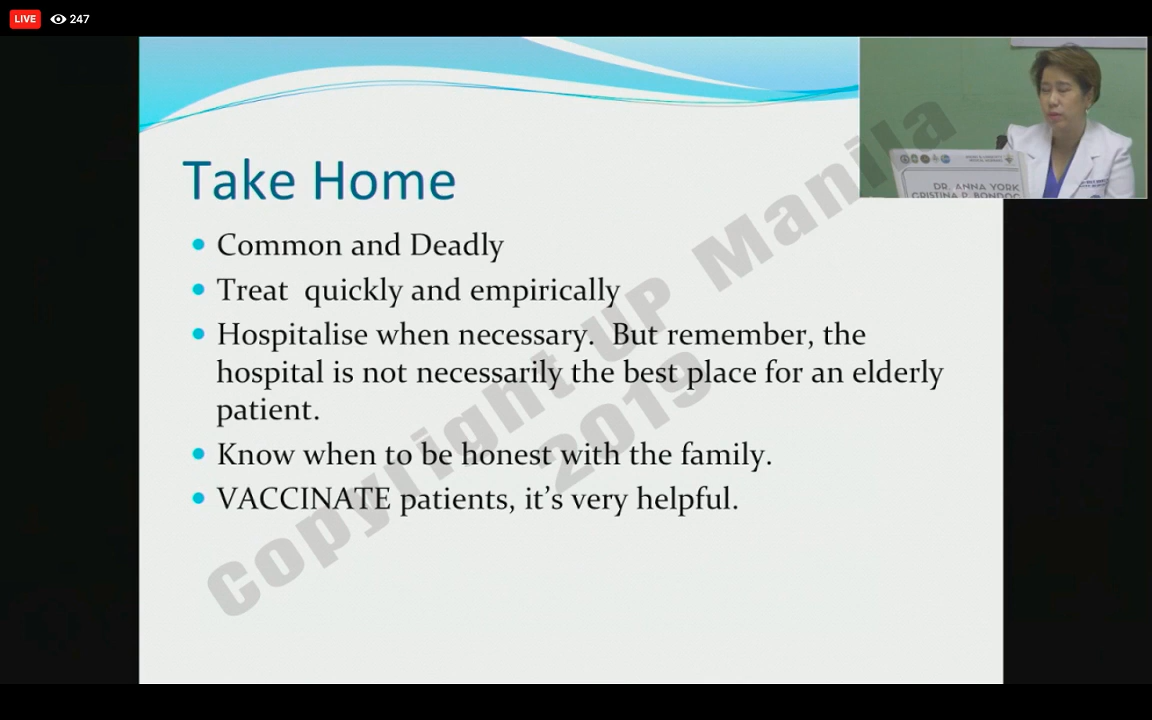 LIVE 247
DR. ANNA YORK
CRISTINA P. BONDOC
Take Home
Common and Deadly
Treat quickly and empirically
Hospitalise when necessary. But remember, the
hospital is not necessarily the best place for an elderly
patient.
Know when to be honest with the family.
VACCINATE patients, it's very helpful.
Copyright UP Manila
2019